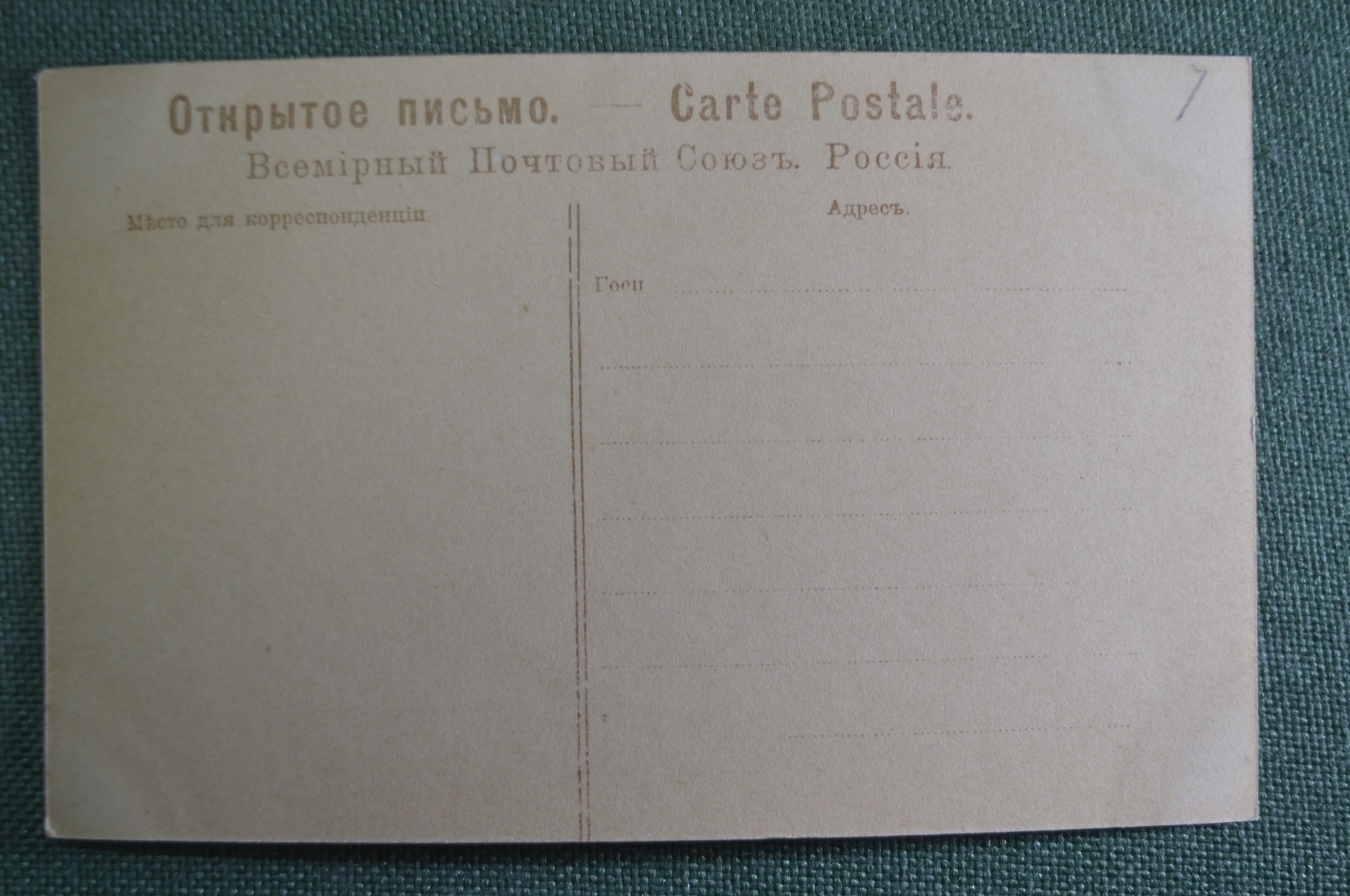 7
Открытое письмо. — Carte Postale.
Всемірный Почтовый Союзъ. Россія.
Мѣсто для корреспонденціи.
Адресъ.
Госп